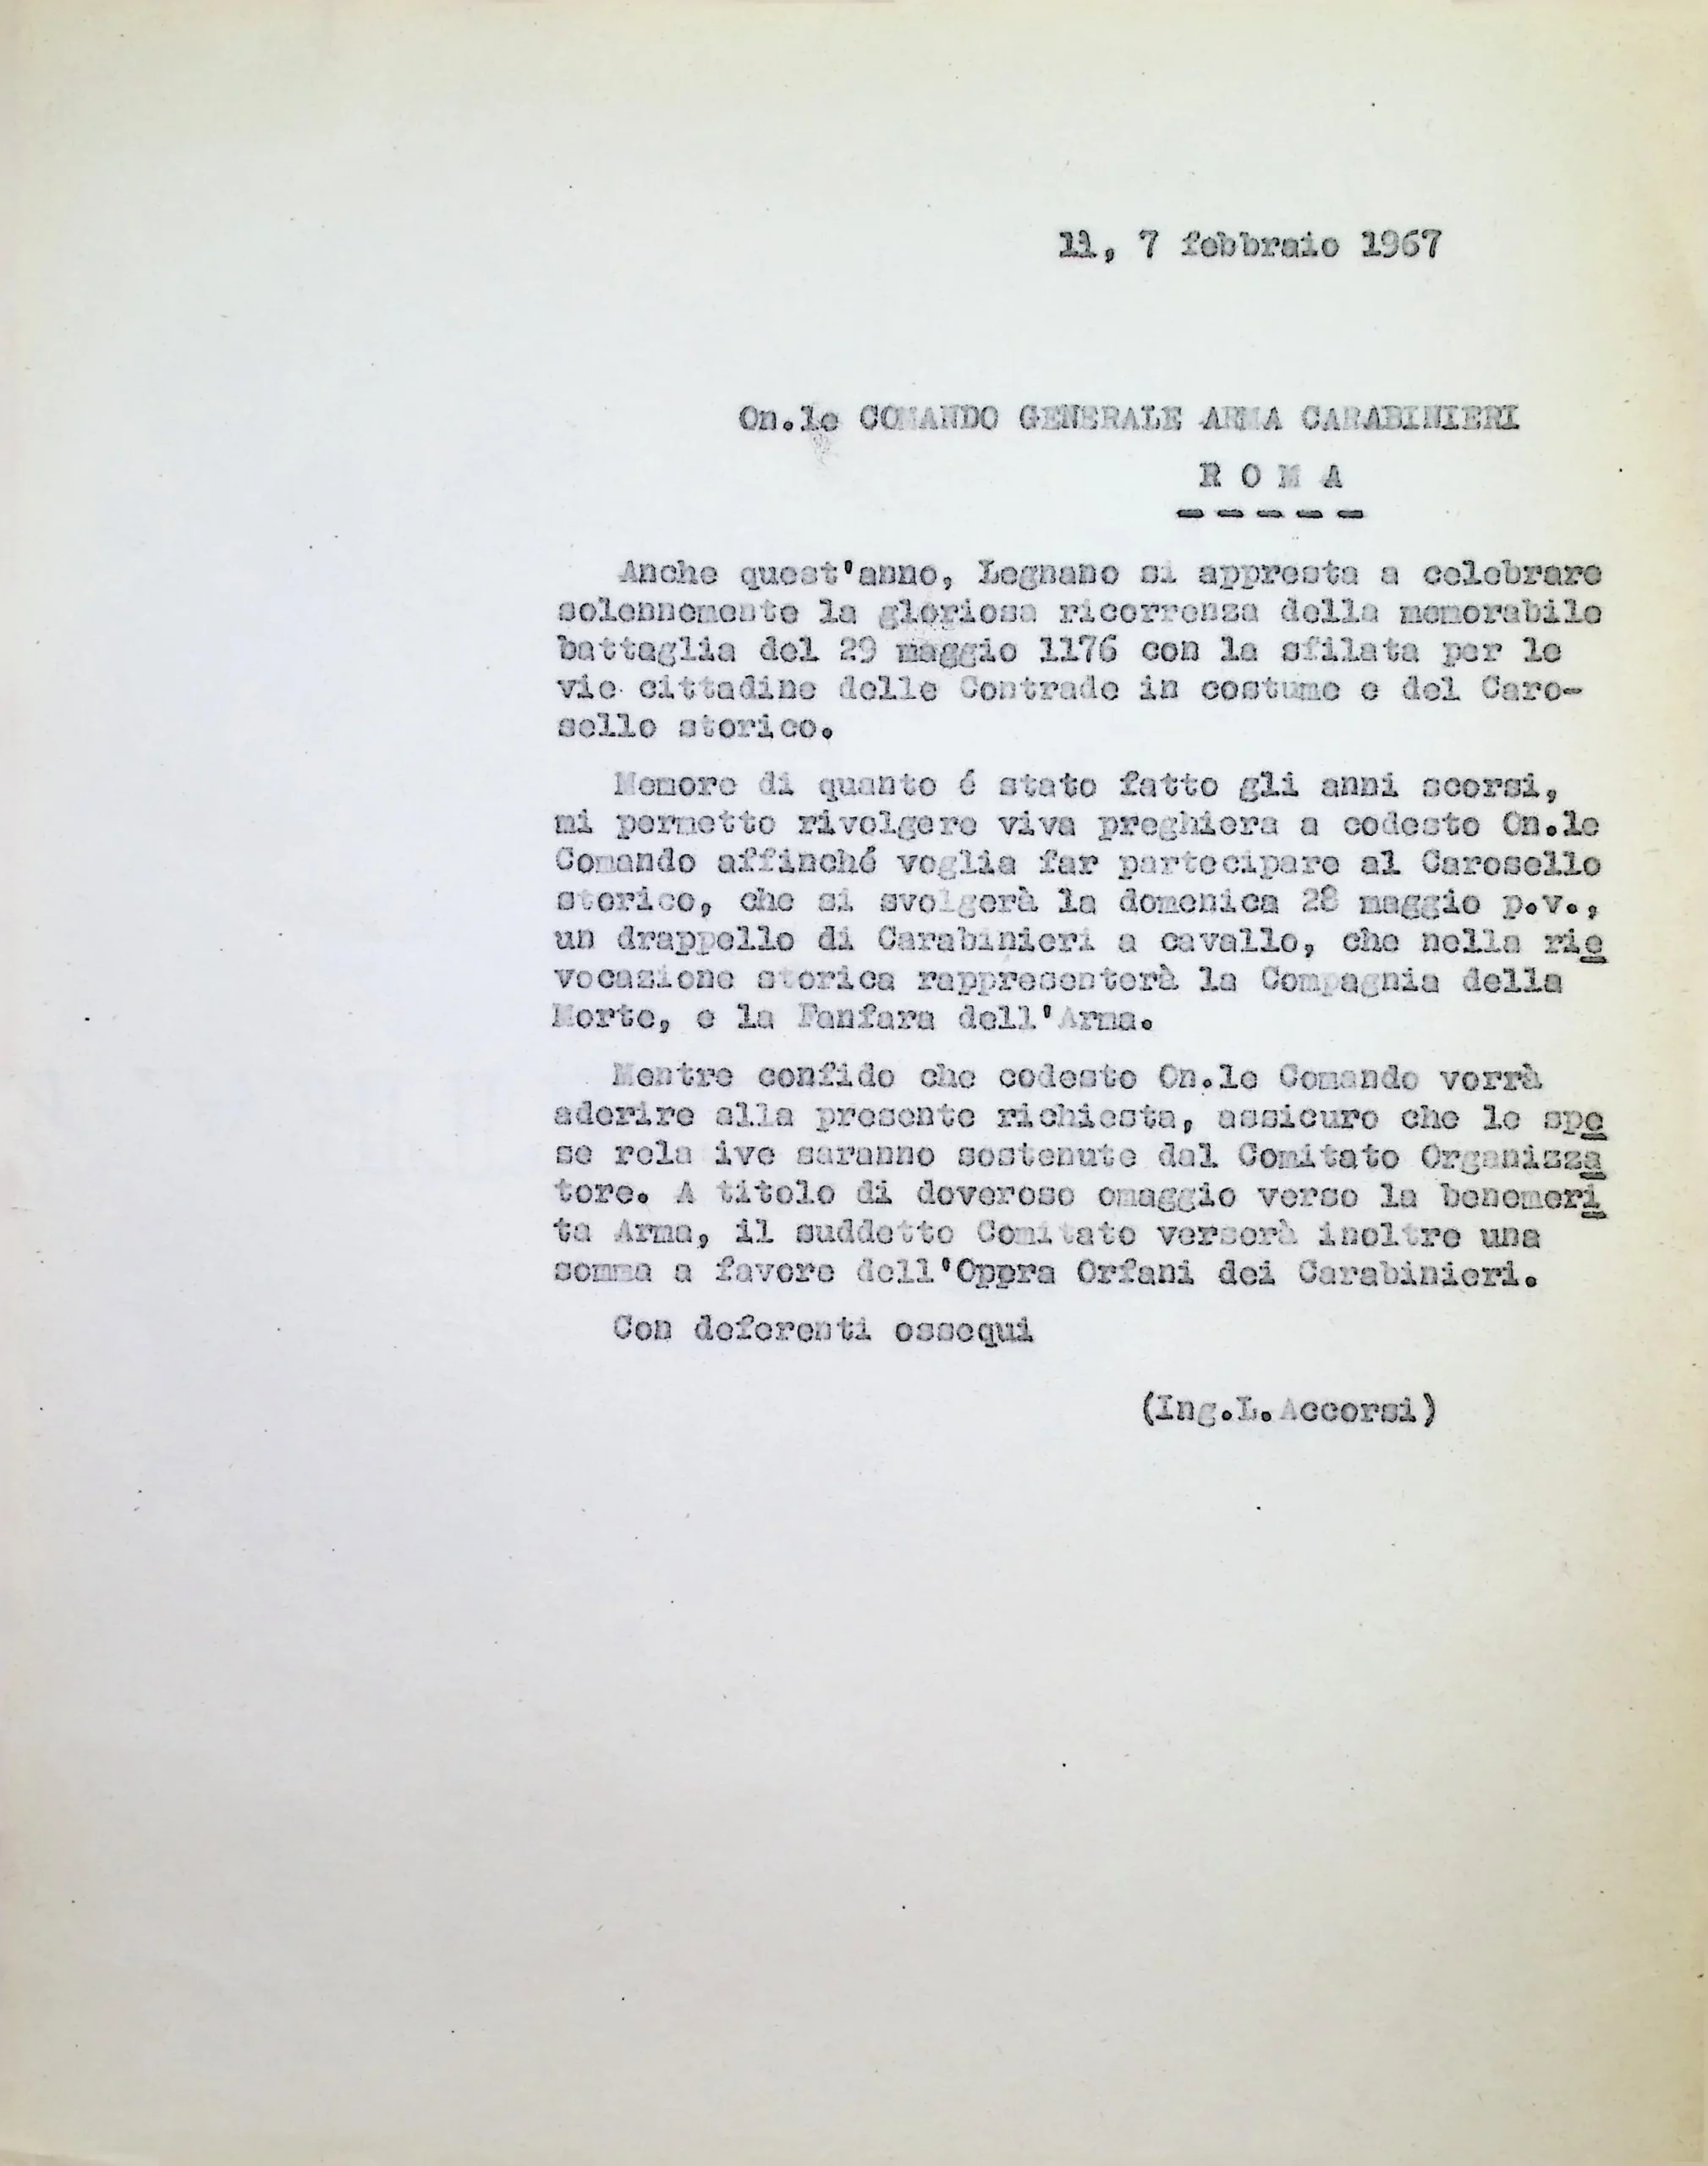 lì, 7 febbraio 1967
On.le COMANDO GENERALE ARMA CARABINIERI
R O M A
- - - - -
Anche quest'anno, Legnano si appresta a celebrare
solennemente la gloriosa ricorrenza della memorabile
battaglia del 29 maggio 1176 con la sfilata per le
vie cittadine delle Contrade in costume e del Caro-
sello storico.
Memore di quanto é stato fatto gli anni scorsi,
mi permetto rivolgere viva preghiera a codesto On.le
Comando affinché voglia far partecipare al Carosello
storico, che si svolgerà la domenica 28 maggio p.v.,
un drappello di Carabinieri a cavallo, che nella rie
vocazione storica rappresenterà la Compagnia della
Morte, e la Fanfara dell'Arma.
Mentre confido che codesto On.le Comando vorrà
aderire alla presente richiesta, assicuro che le spe
se rela ive saranno sostenute dal Comitato Organizza
tore. A titolo di doveroso omaggio verso la benemeri
ta Arma, il suddetto Comitato verserà inoltre una
somma a favore dell'Oppra Orfani dei Carabinieri.
Con deferenti ossequi
(Ing.L.Accorsi)